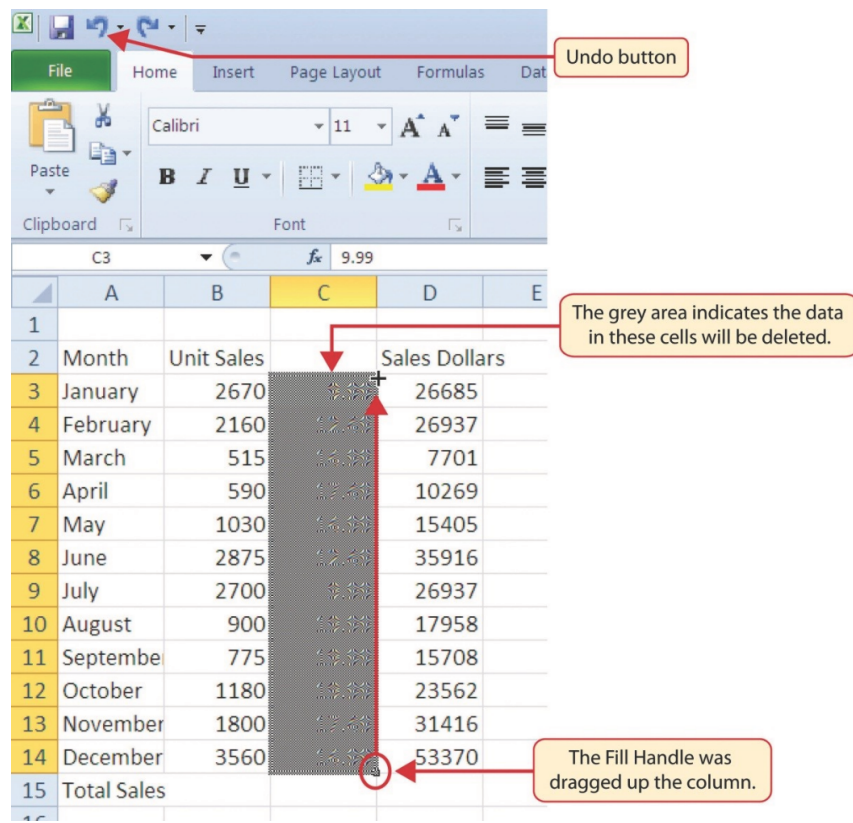 Undo button
File Home Insert Page Layout Formulas Dat
Calibri 11 A A
Paste
B I U A
Clipboard Font
C3 fx 9.99
A B C D E
The grey area indicates the data
in these cells will be deleted.
1
2 Month Unit Sales Sales Dollars
3 January 2670 26685
4 February 2160 26937
5 March 515 7701
6 April 590 10269
7 May 1030 15405
8 June 2875 35916
9 July 2700 26937
10 August 900 17958
11 Septembe 775 15708
12 October 1180 23562
13 November 1800 31416
14 December 3560 53370
The Fill Handle was
dragged up the column.
15 Total Sales